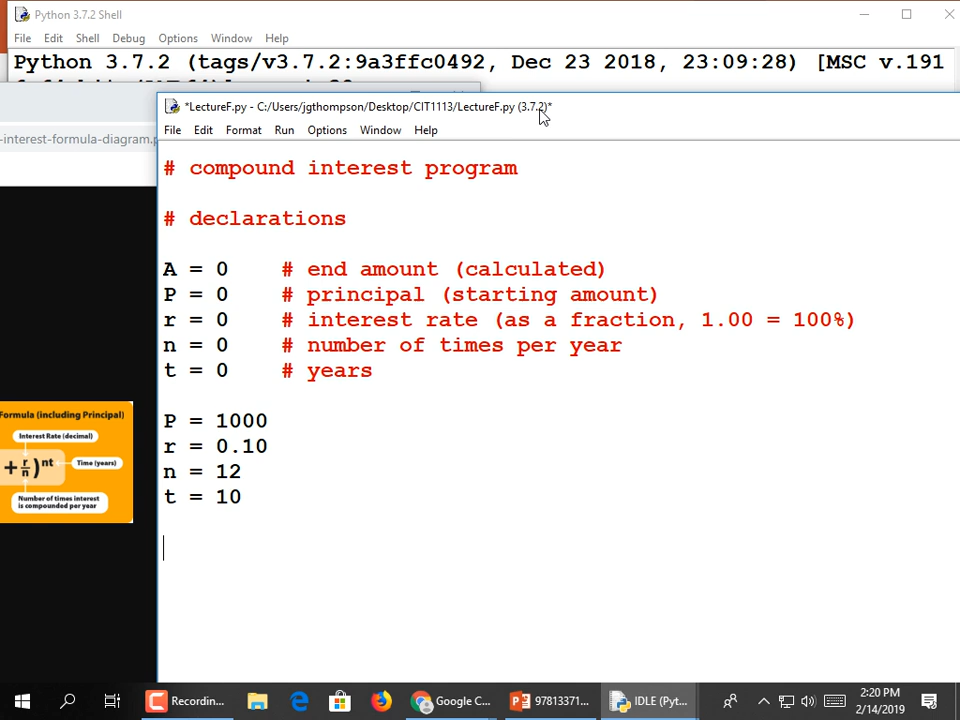 Python 3.7.2 Shell
File Edit Shell Debug Options Window Help
Python 3.7.2 (tags/v3.7.2:9a3ffc0492, Dec 23 2018, 23:09:28) [MSC v.191
*LectureF.py - C:/Users/jgthompson/Desktop/CIT1113/LectureF.py (3.7.2)*
-interest-formula-diagram.p
File Edit Format Run Options Window Help
# compound interest program
# declarations
A = 0 # end amount (calculated)
P = 0 # principal (starting amount)
r = 0 # interest rate (as a fraction, 1.00 = 100%)
n = 0 # number of times per year
t = 0 # years
P = 1000
r = 0.10
n = 12
t = 10
Formula (including Principal)
Interest Rate (decimal)
+ r/n)nt
Time (years)
Number of times interest
is compounded per year
Recordin...
Google C...
97813371...
IDLE (Pyt...
2:20 PM
2/14/2019